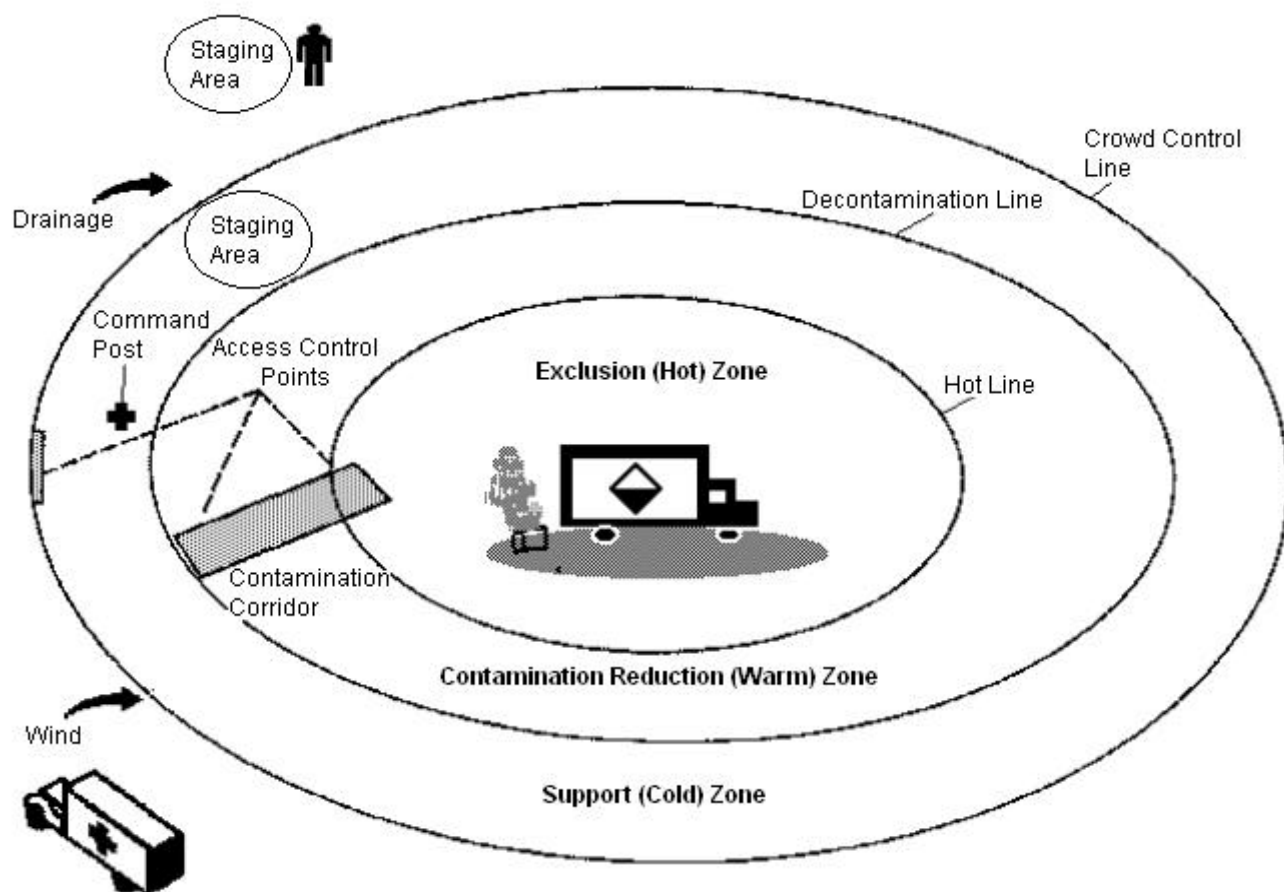 Staging
Area
Crowd Control
Line
Decontamination Line
Drainage
Staging
Area
Command
Post
Access Control
Points
Exclusion (Hot) Zone
Hot Line
Contamination
Corridor
Contamination Reduction (Warm) Zone
Wind
Support (Cold) Zone